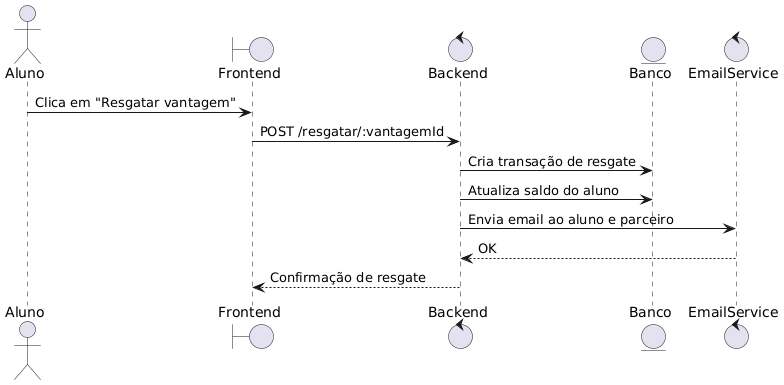 Aluno
Frontend
Backend
Banco
EmailService
Clica em "Resgatar vantagem"
POST /resgatar/:vantagemId
Cria transação de resgate
Atualiza saldo do aluno
Envia email ao aluno e parceiro
OK
Confirmação de resgate
Aluno
Frontend
Backend
Banco
EmailService